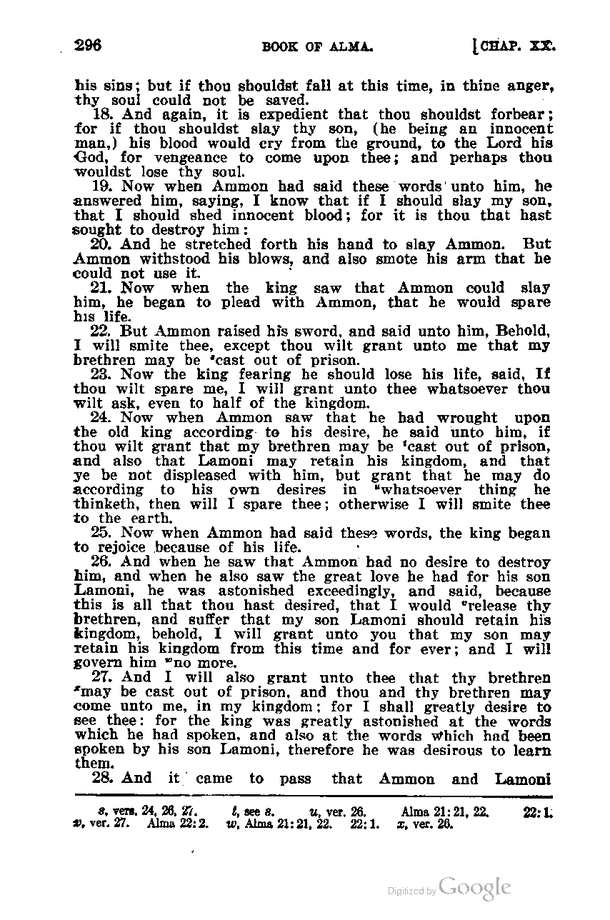 296 BOOK OF ALMA. [CHAP. XX.
his sins; but if thou shouldst fall at this time, in thine anger,
thy soul could not be saved.
18. And again, it is expedient that thou shouldst forbear;
for if thou shouldst slay thy son, (he being an innocent
man,) his blood would cry from the ground, to the Lord his
God, for vengeance to come upon thee; and perhaps thou
wouldst lose thy soul.
19. Now when Ammon had said these words unto him, he
answered him, saying, I know that if I should slay my son,
that I should shed innocent blood; for it is thou that hast
sought to destroy him:
20. And he stretched forth his hand to slay Ammon. But
Ammon withstood his blows, and also smote his arm that he
could not use it.
21. Now when the king saw that Ammon could slay
him, he began to plead with Ammon, that he would spare
his life.
22. But Ammon raised his sword, and said unto him, Behold,
I will smite thee, except thou wilt grant unto me that my
brethren may be ˢcast out of prison.
23. Now the king fearing he should lose his life, said, If
thou wilt spare me, I will grant unto thee whatsoever thou
wilt ask, even to half of the kingdom.
24. Now when Ammon saw that he had wrought upon
the old king according to his desire, he said unto him, if
thou wilt grant that my brethren may be ᵗcast out of prison,
and also that Lamoni may retain his kingdom, and that
ye be not displeased with him, but grant that he may do
according to his own desires in ᵘwhatsoever thing he
thinketh, then will I spare thee; otherwise I will smite thee
to the earth.
25. Now when Ammon had said these words, the king began
to rejoice because of his life.
26. And when he saw that Ammon had no desire to destroy
him, and when he also saw the great love he had for his son
Lamoni, he was astonished exceedingly, and said, because
this is all that thou hast desired, that I would ᵛrelease thy
brethren, and suffer that my son Lamoni should retain his
kingdom, behold, I will grant unto you that my son may
retain his kingdom from this time and for ever; and I will
govern him ʷno more.
27. And I will also grant unto thee that thy brethren
ˣmay be cast out of prison, and thou and thy brethren may
come unto me, in my kingdom; for I shall greatly desire to
see thee: for the king was greatly astonished at the words
which he had spoken, and also at the words which had been
spoken by his son Lamoni, therefore he was desirous to learn
them.
28. And it came to pass that Ammon and Lamoni
s, vers. 24, 26, 27. t, see s. u, ver. 26. Alma 21:21, 22. 22:1.
v, ver. 27. Alma 22:2. w, Alma 21:21, 22. 22:1. x, ver. 26.
Digitized by Google